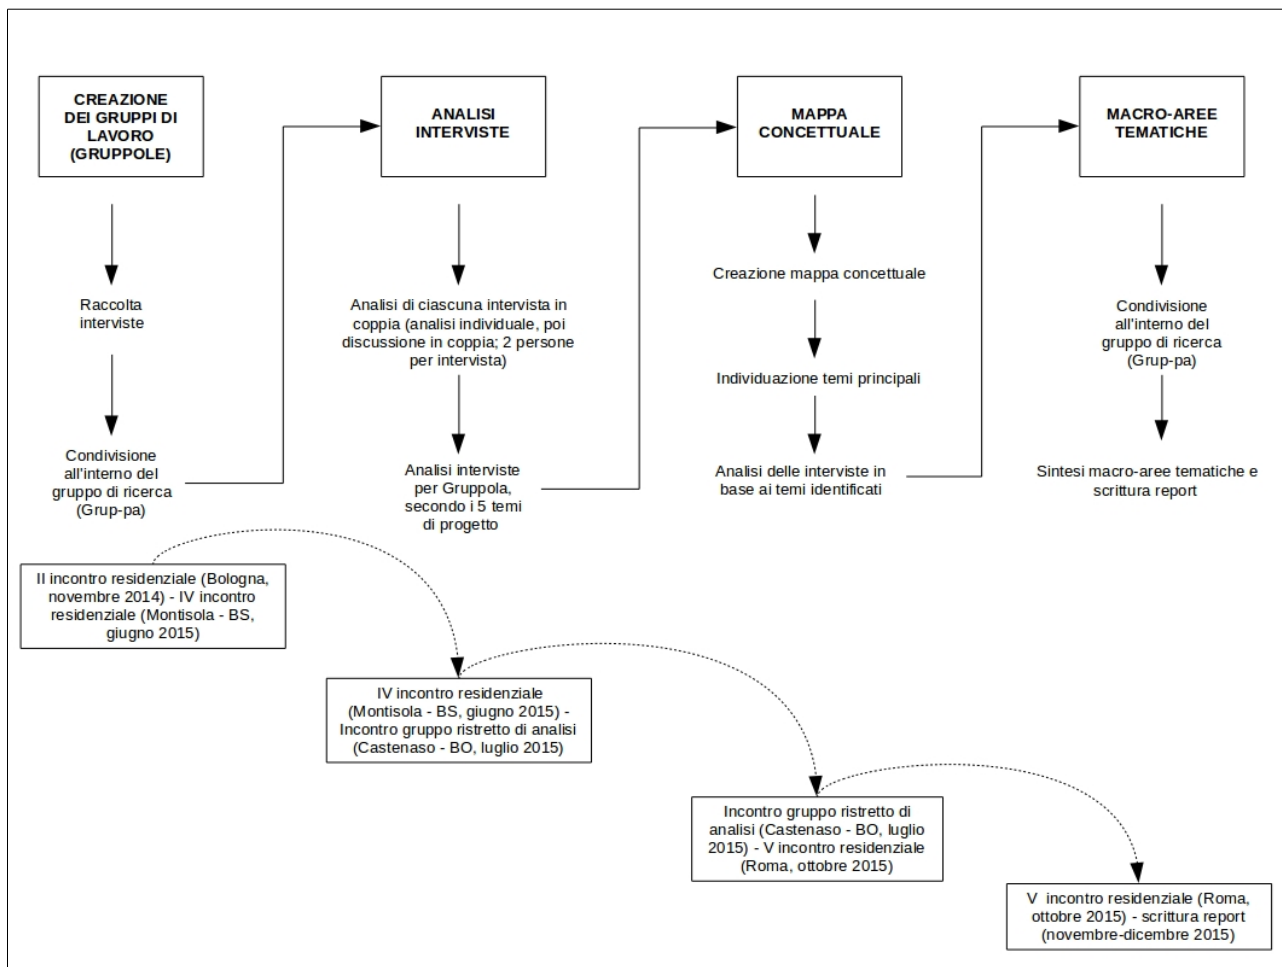 CREAZIONE
DEI GRUPPI DI
LAVORO
(GRUPPOLE)
Raccolta
interviste
Condivisione
all'interno del
gruppo di ricerca
(Grup-pa)
ANALISI
INTERVISTE
Analisi di ciascuna intervista in
coppia (analisi individuale, poi
discussione in coppia; 2 persone
per intervista)
Analisi interviste
per Gruppola,
secondo i 5 temi
di progetto
MAPPA
CONCETTUALE
Creazione mappa concettuale
Individuazione temi principali
Analisi delle interviste in
base ai temi identificati
MACRO-AREE
TEMATICHE
Condivisione
all'interno del
gruppo di ricerca
(Grup-pa)
Sintesi macro-aree tematiche e
scrittura report
II incontro residenziale (Bologna,
novembre 2014) - IV incontro
residenziale (Montisola - BS,
giugno 2015)
IV incontro residenziale
(Montisola - BS, giugno 2015) -
Incontro gruppo ristretto di analisi
(Castenaso - BO, luglio 2015)
Incontro gruppo ristretto di
analisi (Castenaso - BO, luglio
2015) - V incontro residenziale
(Roma, ottobre 2015)
V incontro residenziale (Roma,
ottobre 2015) - scrittura report
(novembre-dicembre 2015)